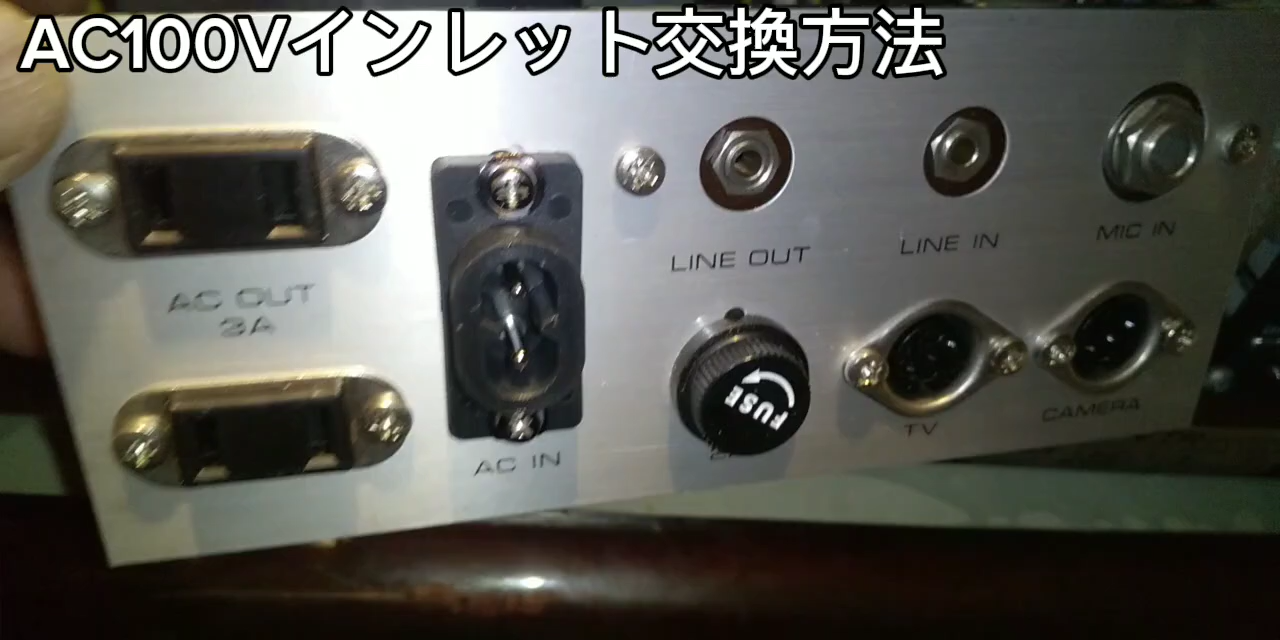 AC100Vインレット交換方法
LINE OUT
LINE IN
MIC IN
AC OUT
3A
FUSE
AC IN
TV
CAMERA